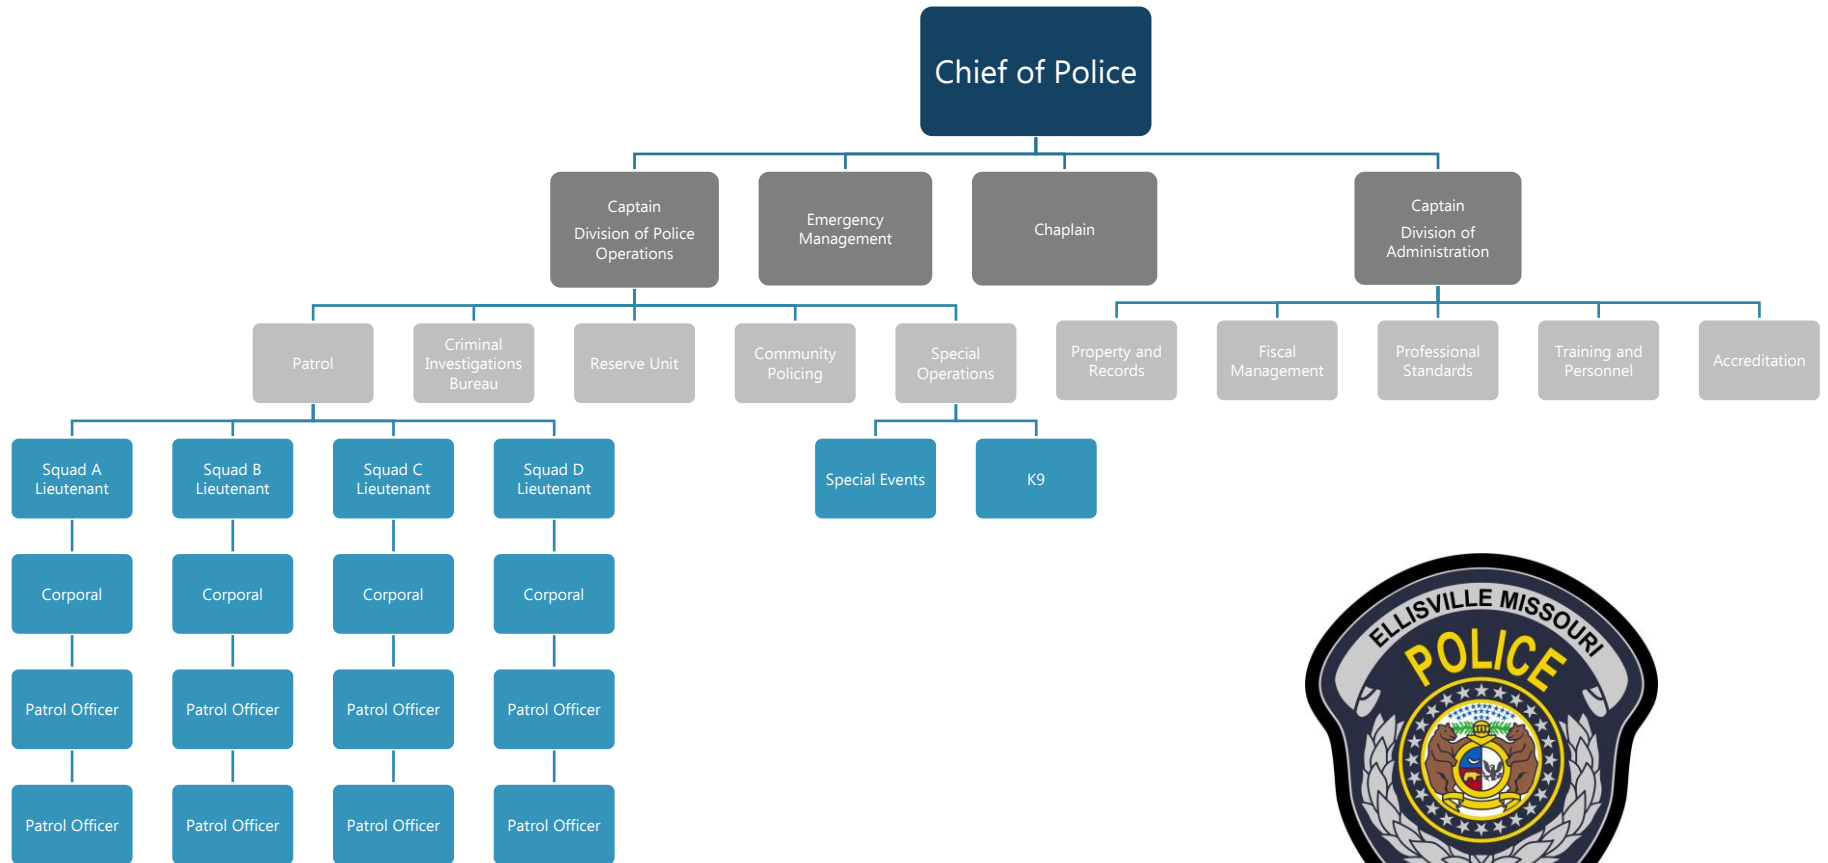 Chief of Police
Captain
Division of Police
Operations
Emergency
Management
Chaplain
Captain
Division of
Administration
Patrol
Criminal
Investigations
Bureau
Reserve Unit
Community
Policing
Special
Operations
Property and
Records
Fiscal
Management
Professional
Standards
Training and
Personnel
Accreditation
Squad A
Lieutenant
Squad B
Lieutenant
Squad C
Lieutenant
Squad D
Lieutenant
Special Events
K9
Corporal
Corporal
Corporal
Corporal
Patrol Officer
Patrol Officer
Patrol Officer
Patrol Officer
Patrol Officer
Patrol Officer
Patrol Officer
Patrol Officer
ELLISVILLE MISSOURI
POLICE